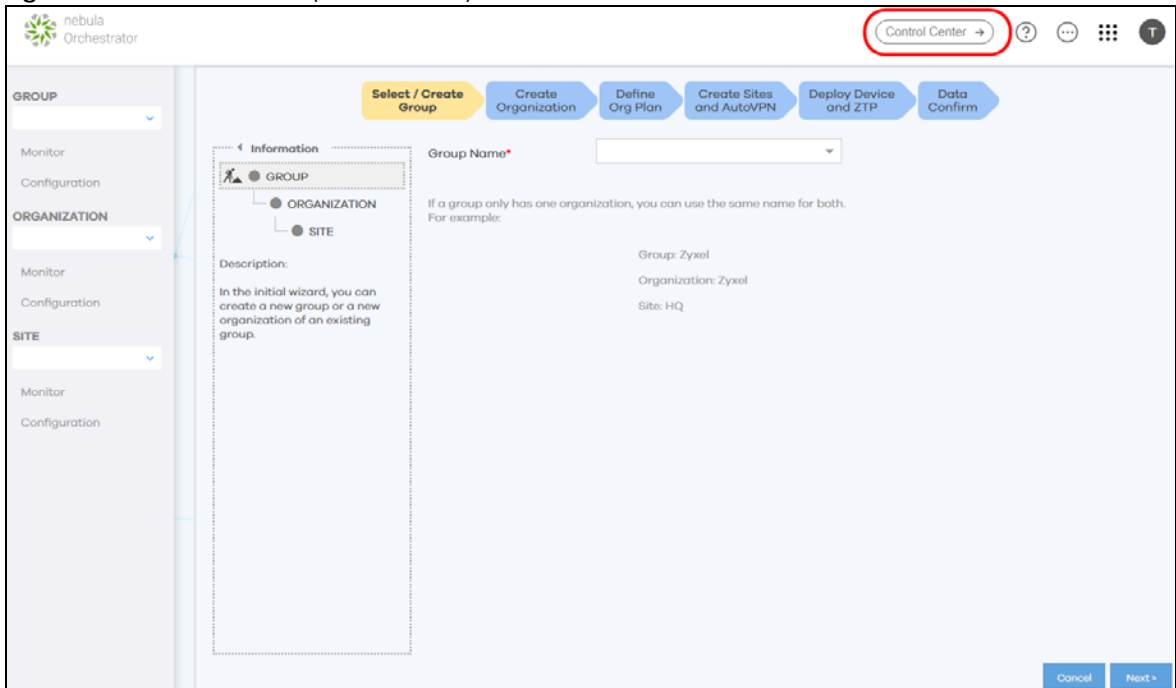 nebula
Orchestrator
Control Center →
T
GROUP
Monitor
Configuration
ORGANIZATION
Monitor
Configuration
SITE
Monitor
Configuration
Select / Create
Group
Create
Organization
Define
Org Plan
Create Sites
and AutoVPN
Deploy Device
and ZTP
Data
Confirm
Information
GROUP
ORGANIZATION
SITE
Description:
In the initial wizard, you can
create a new group or a new
organization of an existing
group.
Group Name*
If a group only has one organization, you can use the same name for both.
For example:
Group: Zyxel
Organization: Zyxel
Site: HQ
Cancel
Next >